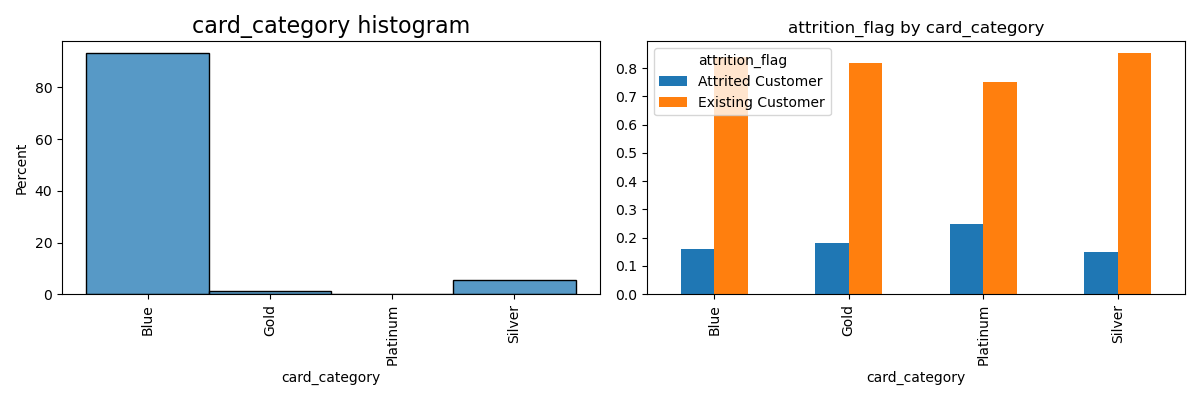 card_category histogram
Percent
80
60
40
20
0
Blue
Gold
Platinum
Silver
card_category
attrition_flag by card_category
attrition_flag
Attrited Customer
Existing Customer
0.8
0.7
0.6
0.5
0.4
0.3
0.2
0.1
0.0
Blue
Gold
Platinum
Silver
card_category